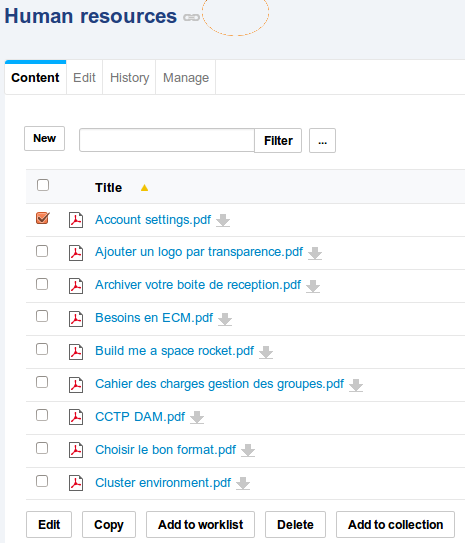 Human resources
Content Edit History Manage
New Filter ...
Title
Account settings.pdf
Ajouter un logo par transparence.pdf
Archiver votre boite de reception.pdf
Besoins en ECM.pdf
Build me a space rocket.pdf
Cahier des charges gestion des groupes.pdf
CCTP DAM.pdf
Choisir le bon format.pdf
Cluster environment.pdf
Edit Copy Add to worklist Delete Add to collection